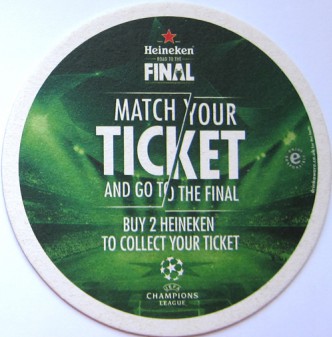 Heineken
ROAD TO THE
FINAL
MATCH YOUR
TICKET
AND GO TO THE FINAL
BUY 2 HEINEKEN
TO COLLECT YOUR TICKET
UEFA
CHAMPIONS
LEAGUE